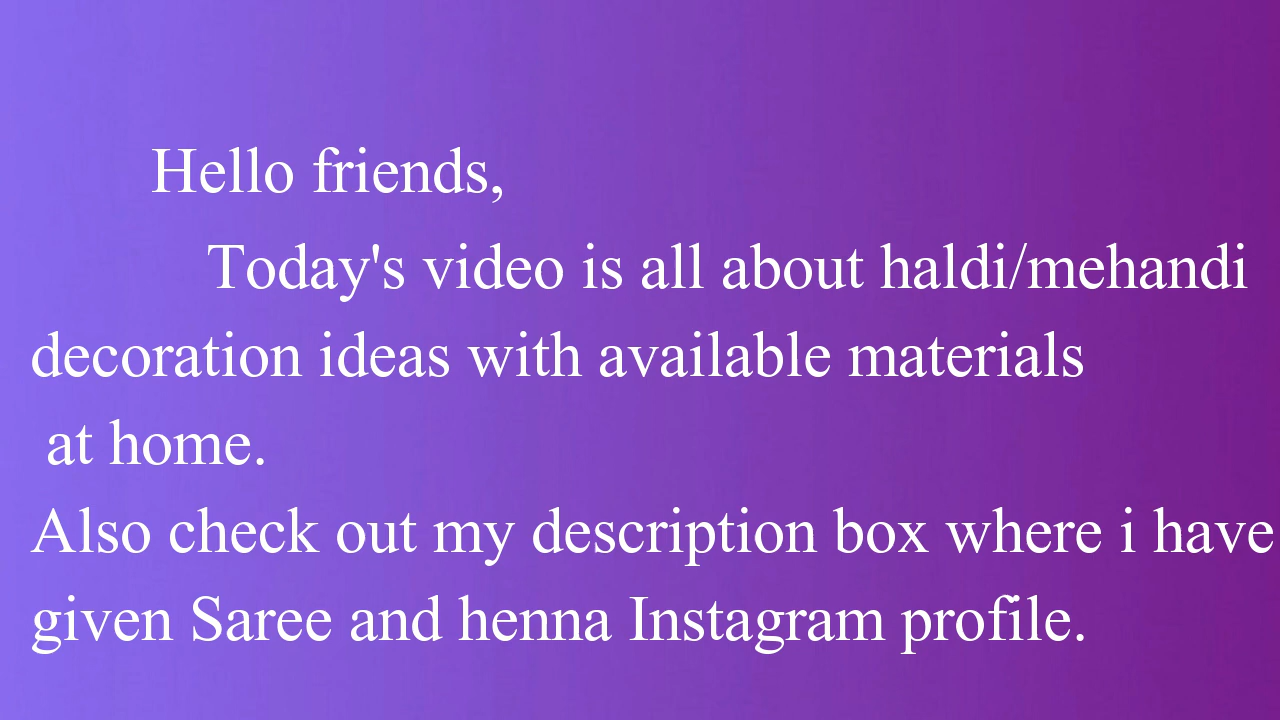 Hello friends,
Today's video is all about haldi/mehandi
decoration ideas with available materials
at home.
Also check out my description box where i have
given Saree and henna Instagram profile.